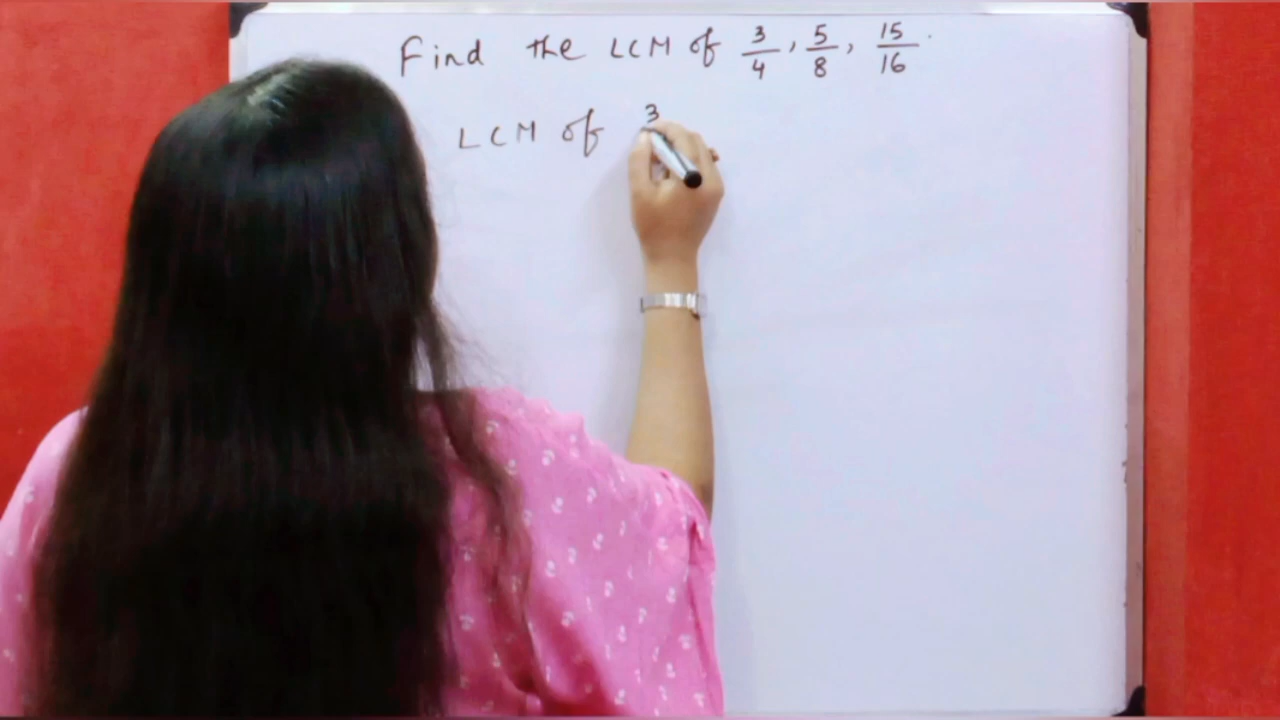 Find the LCM of 3/4, 5/8, 15/16.
LCM of 3